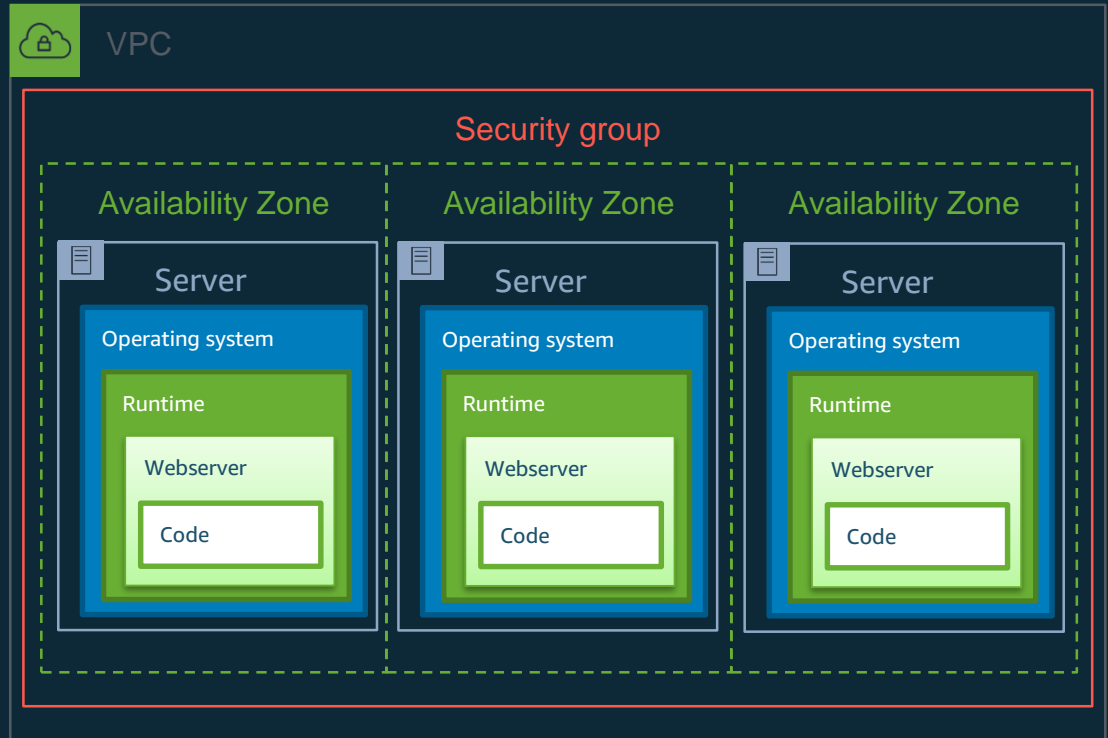 VPC
Security group
Availability Zone
Availability Zone
Availability Zone
Server
Server
Server
Operating system
Operating system
Operating system
Runtime
Runtime
Runtime
Webserver
Webserver
Webserver
Code
Code
Code